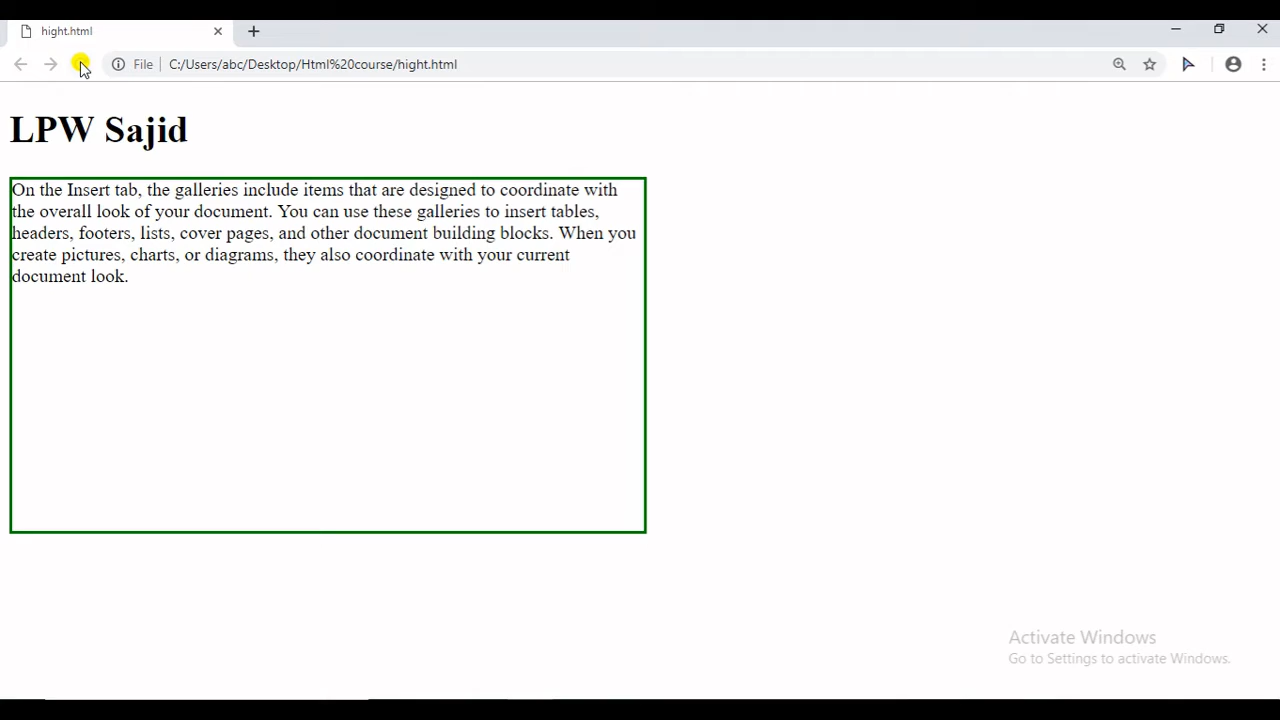 hight.html
File
C:/Users/abc/Desktop/Html%20course/hight.html
LPW Sajid
On the Insert tab, the galleries include items that are designed to coordinate with
the overall look of your document. You can use these galleries to insert tables,
headers, footers, lists, cover pages, and other document building blocks. When you
create pictures, charts, or diagrams, they also coordinate with your current
document look.
Activate Windows
Go to Settings to activate Windows.